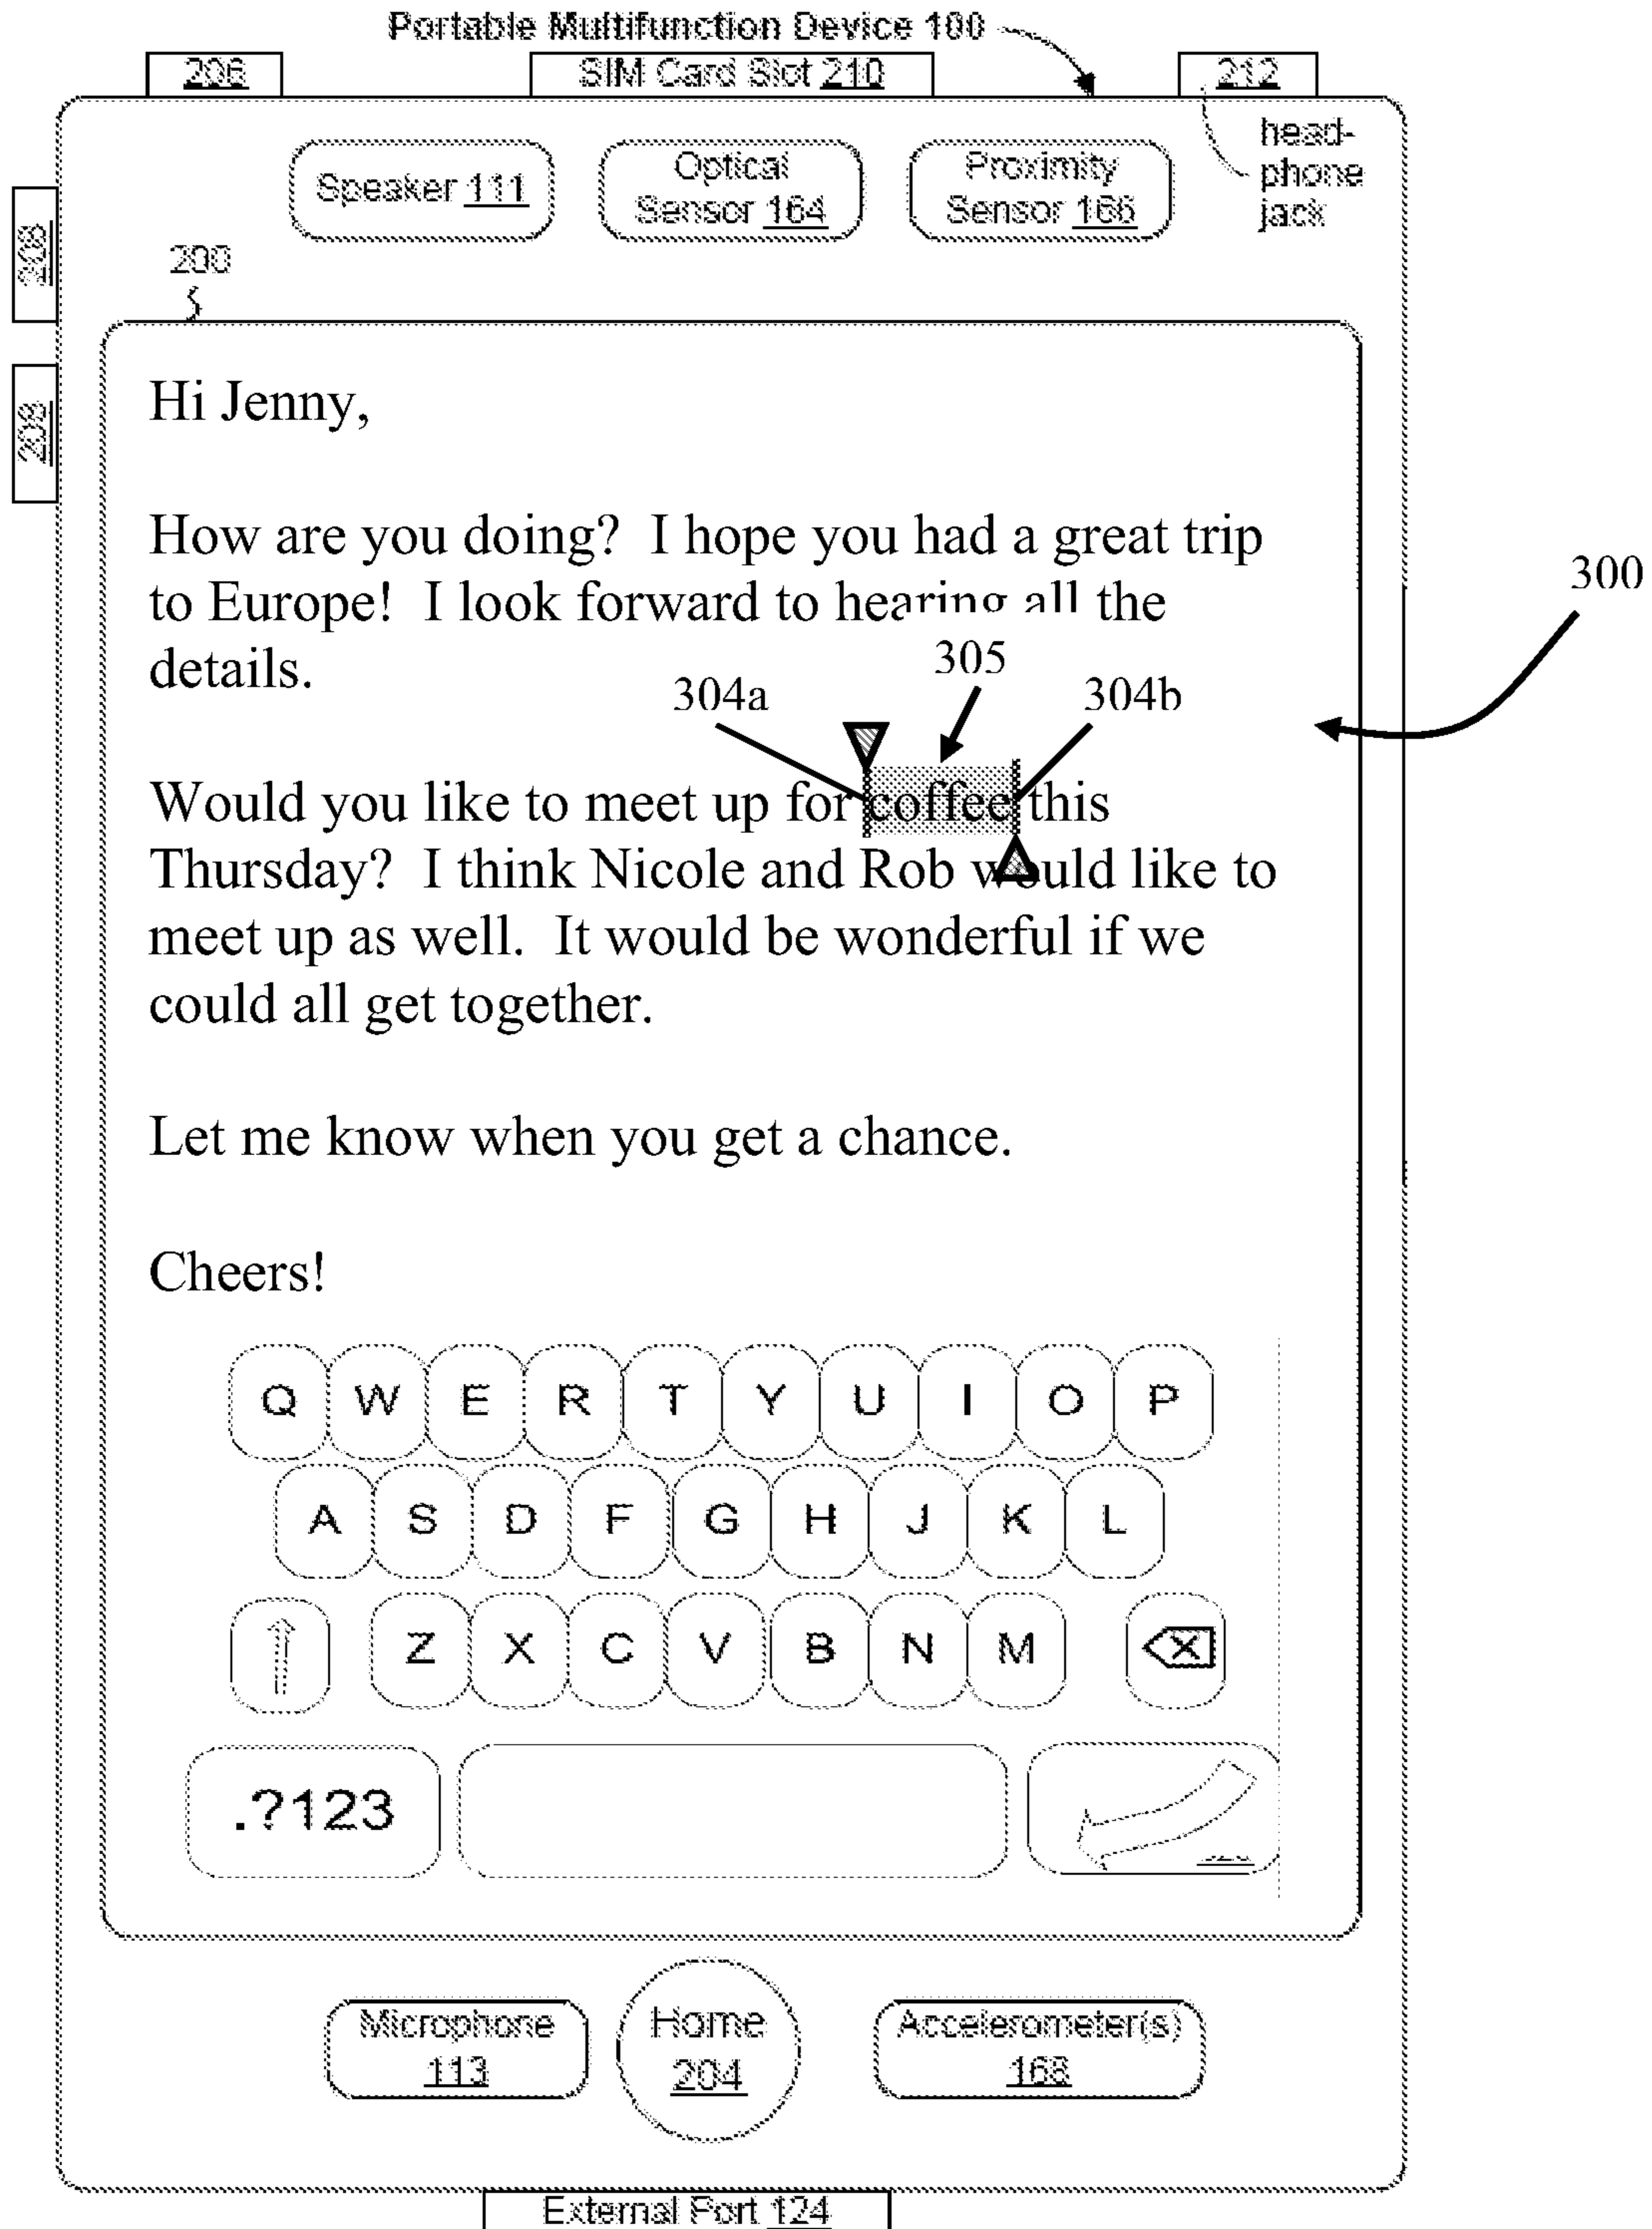 Portable Multifunction Device 100
206
SIM Card Slot 210
212
head-
phone
jack
Speaker 111
Optical
Sensor 164
Proximity
Sensor 166
208
200
208
Hi Jenny,
How are you doing? I hope you had a great trip
to Europe! I look forward to hearing all the
details.
300
305
304a
304b
Would you like to meet up for coffee this
Thursday? I think Nicole and Rob would like to
meet up as well. It would be wonderful if we
could all get together.
Let me know when you get a chance.
Cheers!
Q W E R T Y U I O P
A S D F G H J K L
Z X C V B N M X
.?123
Microphone
113
Home
204
Accelerometer(s)
168
External Port 124